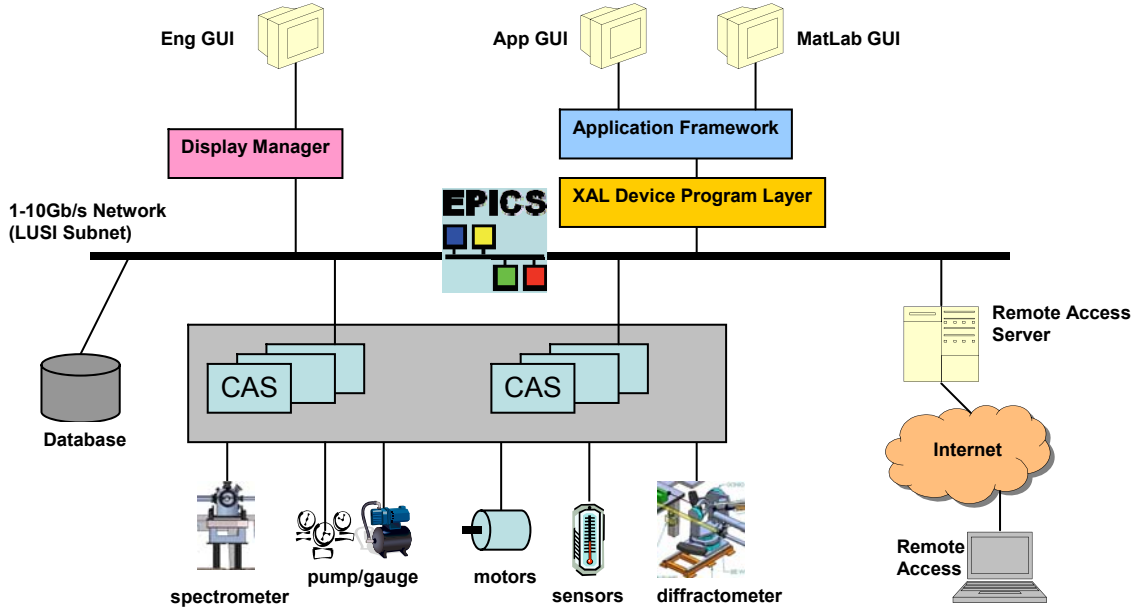 Eng GUI
App GUI
MatLab GUI
Display Manager
Application Framework
XAL Device Program Layer
1-10Gb/s Network
(LUSI Subnet)
EPICS
Remote Access
Server
CAS
CAS
Database
Internet
spectrometer
pump/gauge
motors
sensors
diffractometer
Remote
Access